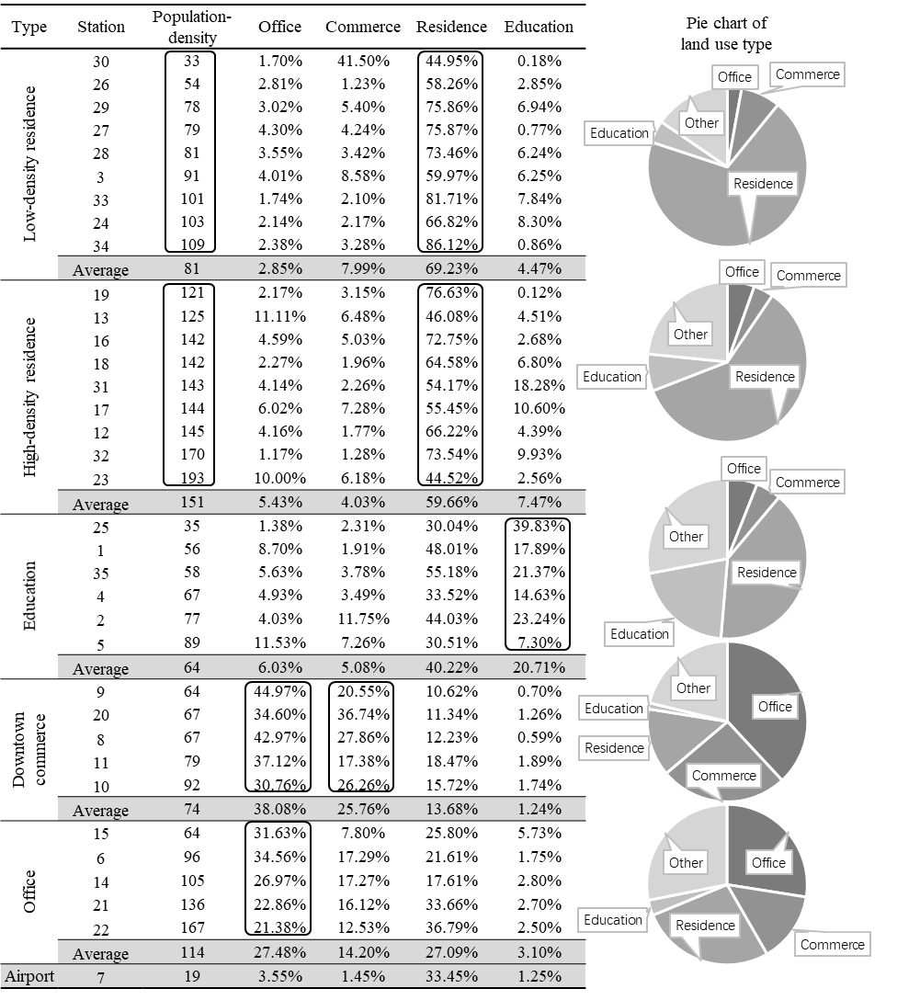 Type Station Population-density Office Commerce Residence Education
Pie chart of
land use type
Low-density residence
30 33 1.70% 41.50% 44.95% 0.18%
26 54 2.81% 1.23% 58.26% 2.85%
29 78 3.02% 5.40% 75.86% 6.94%
27 79 4.30% 4.24% 75.87% 0.77%
28 81 3.55% 3.42% 73.46% 6.24%
3 91 4.01% 8.58% 59.97% 6.25%
33 101 1.74% 2.10% 81.71% 7.84%
24 103 2.14% 2.17% 66.82% 8.30%
34 109 2.38% 3.28% 86.12% 0.86%
Average 81 2.85% 7.99% 69.23% 4.47%
Office
Commerce
Other
Education
Residence
High-density residence
19 121 2.17% 3.15% 76.63% 0.12%
13 125 11.11% 6.48% 46.08% 4.51%
16 142 4.59% 5.03% 72.75% 2.68%
18 142 2.27% 1.96% 64.58% 6.80%
31 143 4.14% 2.26% 54.17% 18.28%
17 144 6.02% 7.28% 55.45% 10.60%
12 145 4.16% 1.77% 66.22% 4.39%
32 170 1.17% 1.28% 73.54% 9.93%
23 193 10.00% 6.18% 44.52% 2.56%
Average 151 5.43% 4.03% 59.66% 7.47%
Office
Commerce
Other
Education
Residence
Education
25 35 1.38% 2.31% 30.04% 39.83%
1 56 8.70% 1.91% 48.01% 17.89%
35 58 5.63% 3.78% 55.18% 21.37%
4 67 4.93% 3.49% 33.52% 14.63%
2 77 4.03% 11.75% 44.03% 23.24%
5 89 11.53% 7.26% 30.51% 7.30%
Average 64 6.03% 5.08% 40.22% 20.71%
Office
Commerce
Other
Residence
Education
Downtown
commerce
9 64 44.97% 20.55% 10.62% 0.70%
20 67 34.60% 36.74% 11.34% 1.26%
8 67 42.97% 27.86% 12.23% 0.59%
11 79 37.12% 17.38% 18.47% 1.89%
10 92 30.76% 26.26% 15.72% 1.74%
Average 74 38.08% 25.76% 13.68% 1.24%
Other
Office
Education
Residence
Commerce
Office
15 64 31.63% 7.80% 25.80% 5.73%
6 96 34.56% 17.29% 21.61% 1.75%
14 105 26.97% 17.27% 17.61% 2.80%
21 136 22.86% 16.12% 33.66% 2.70%
22 167 21.38% 12.53% 36.79% 2.50%
Average 114 27.48% 14.20% 27.09% 3.10%
Other
Office
Education
Residence
Commerce
Airport 7 19 3.55% 1.45% 33.45% 1.25%